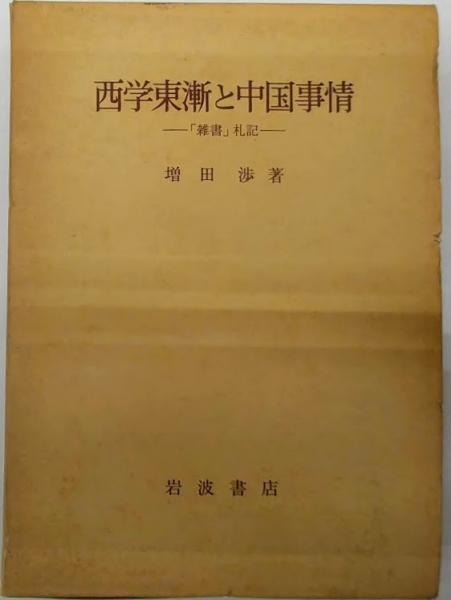 西学東漸と中国事情
―「雑書」札記―
増田渉著
岩波書店